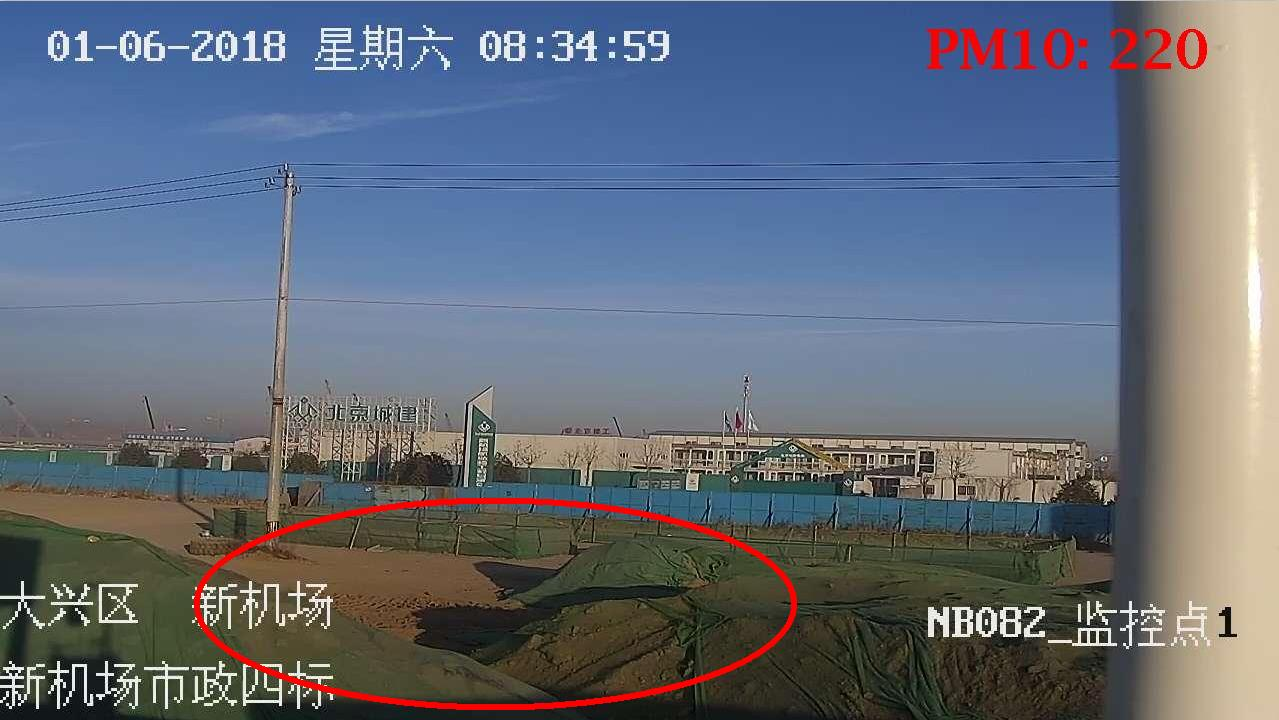 01-06-2018 星期六 08:34:59
PM10: 220
北京城建
大兴区 新机场
NB082_监控点1
新机场市政四标